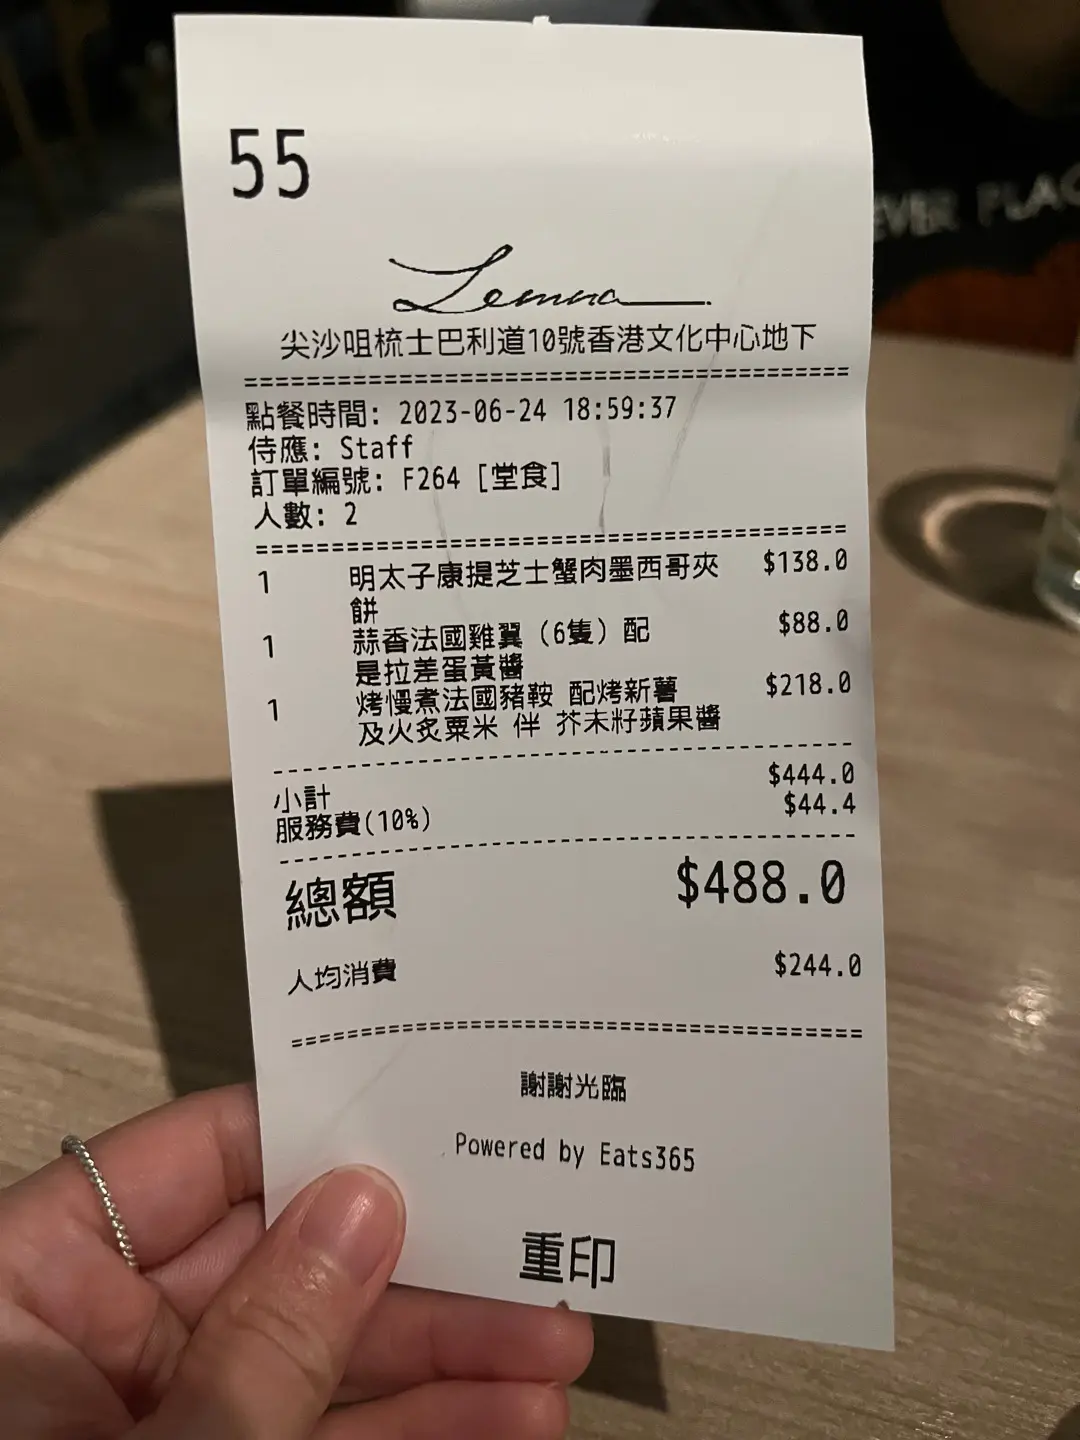 55
Lemna
尖沙咀梳士巴利道10號香港文化中心地下
================================================
點餐時間: 2023-06-24 18:59:37
侍應: Staff
訂單編號: F264 [堂食]
人數: 2
================================================
1 明太子康提芝士蟹肉墨西哥夾 $138.0
餅
1 蒜香法國雞翼 (6隻) 配 $88.0
是拉差蛋黃醬
1 烤慢煮法國豬鞍 配烤新薯 $218.0
及火炙粟米 伴 芥末籽蘋果醬
------------------------------------------------
小計 $444.0
服務費(10%) $44.4
------------------------------------------------
總額 $488.0
人均消費 $244.0
================================================
謝謝光臨
Powered by Eats365
重印